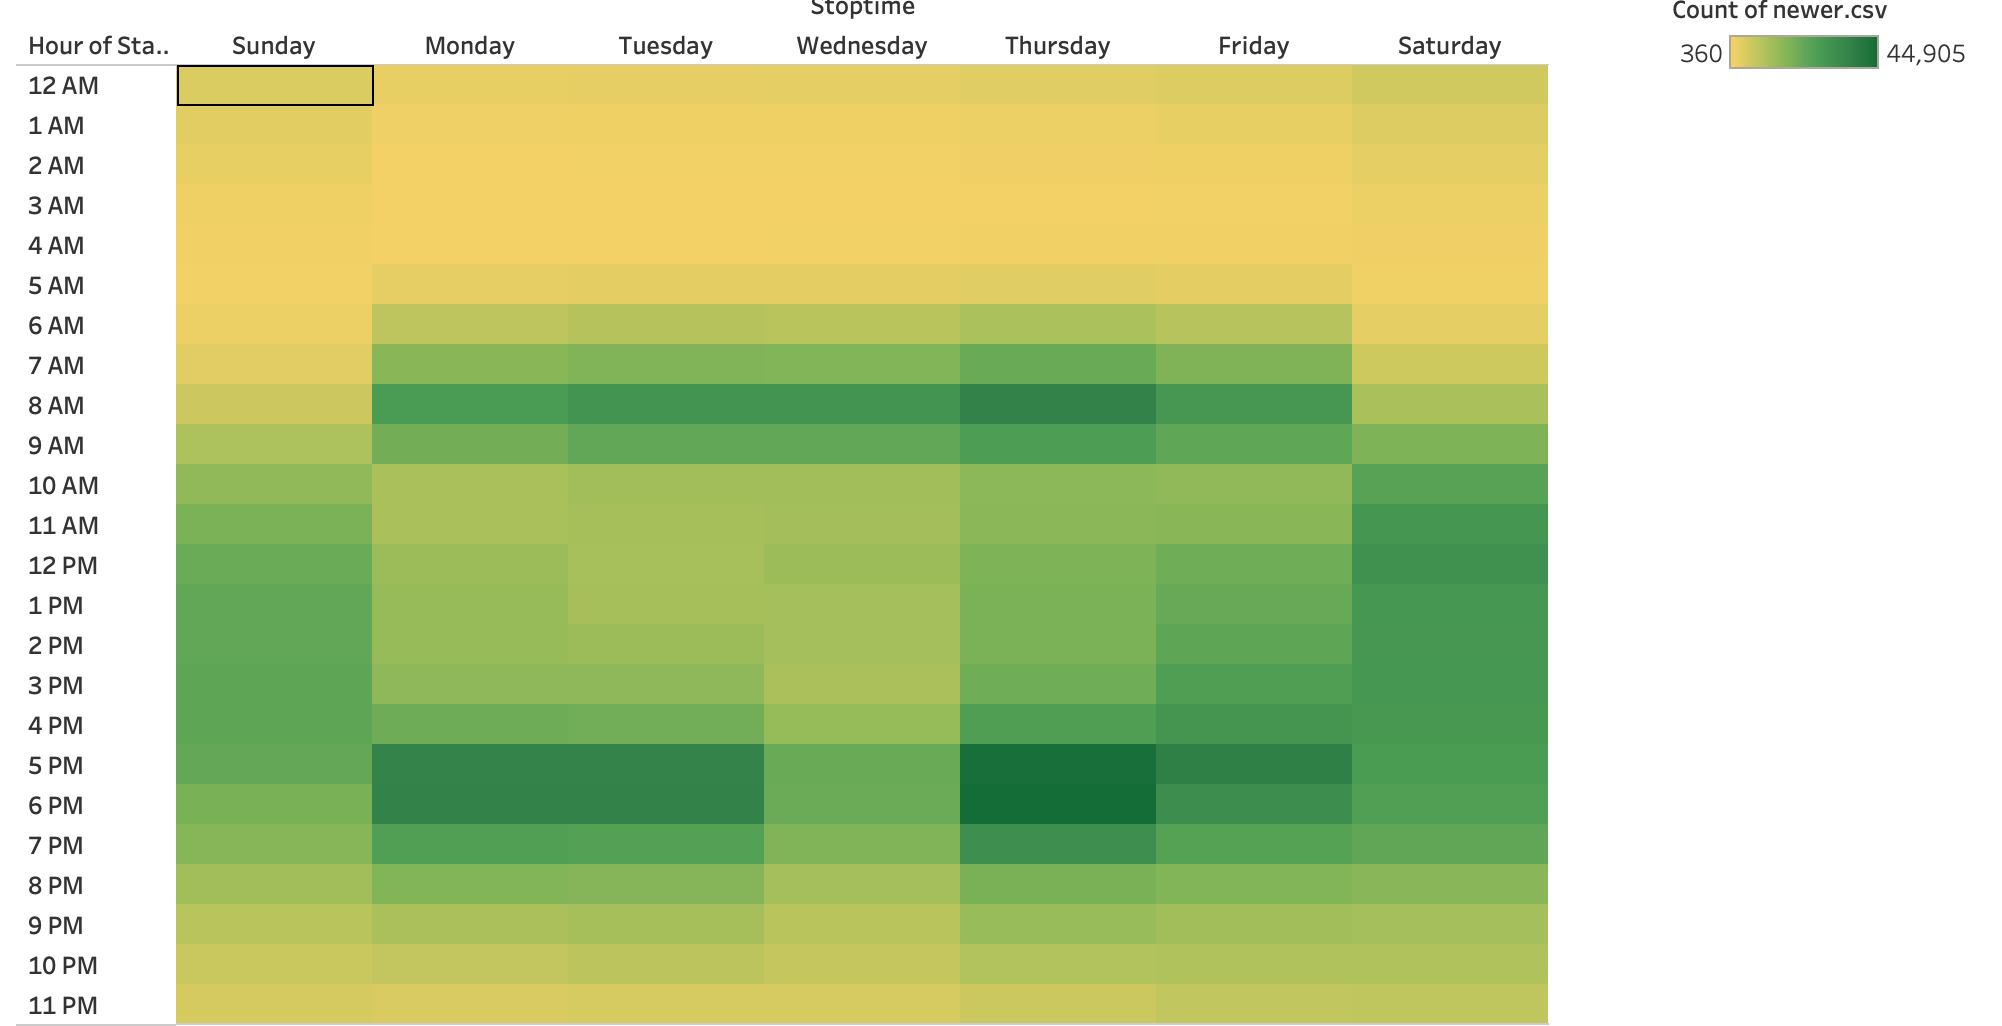 Stoptime
Count of newer.csv
Hour of Sta.. Sunday Monday Tuesday Wednesday Thursday Friday Saturday
360 44,905
12 AM
1 AM
2 AM
3 AM
4 AM
5 AM
6 AM
7 AM
8 AM
9 AM
10 AM
11 AM
12 PM
1 PM
2 PM
3 PM
4 PM
5 PM
6 PM
7 PM
8 PM
9 PM
10 PM
11 PM